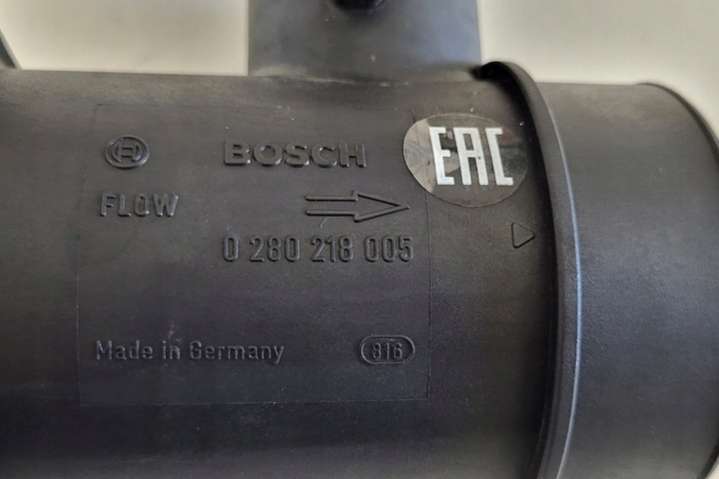 BOSCH
EAC
FLOW
0 280 218 005
Made in Germany
816